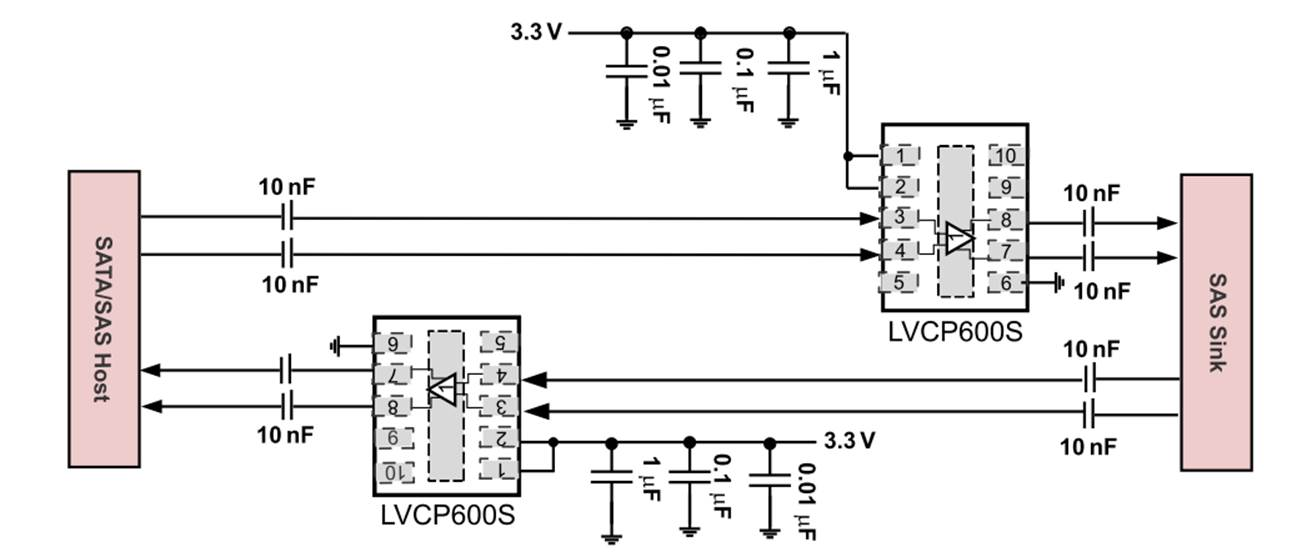 3.3 V
0.01 μF
0.1 μF
1 μF
1
2
3
4
5
10
9
8
7
6
1
LVCP600S
SATA/SAS Host
10 nF
10 nF
10 nF
10 nF
SAS Sink
6
7
8
9
10
5
4
3
2
1
1
LVCP600S
10 nF
10 nF
10 nF
3.3 V
1 μF
0.1 μF
0.01 μF